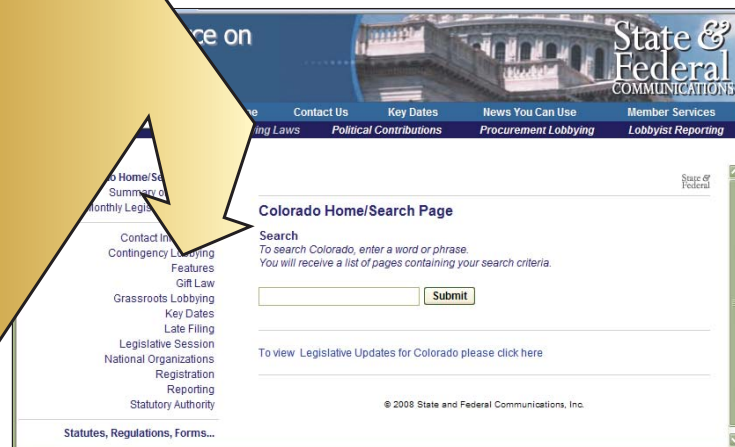 on
State &
Federal
COMMUNICATIONS
Contact Us Key Dates News You Can Use Member Services
Laws Political Contributions Procurement Lobbying Lobbyist Reporting
State &
Federal
Colorado Home/Search Page
Search
To search Colorado, enter a word or phrase.
You will receive a list of pages containing your search criteria.
Submit
To view Legislative Updates for Colorado please click here
© 2008 State and Federal Communications, Inc.
Summary
Contact
Contingency Lobbying
Features
Gift Law
Grassroots Lobbying
Key Dates
Late Filing
Legislative Session
National Organizations
Registration
Reporting
Statutory Authority
Statutes, Regulations, Forms...